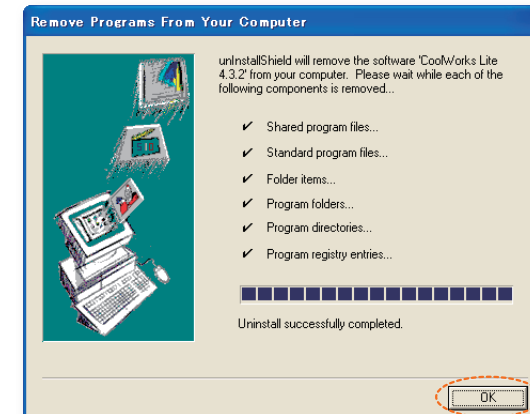 Remove Programs From Your Computer
unInstallShield will remove the software 'CoolWorks Lite
4.3.2' from your computer. Please wait while each of the
following components is removed...
✔ Shared program files...
✔ Standard program files...
✔ Folder items...
✔ Program folders...
✔ Program directories...
✔ Program registry entries...
Uninstall successfully completed.
OK